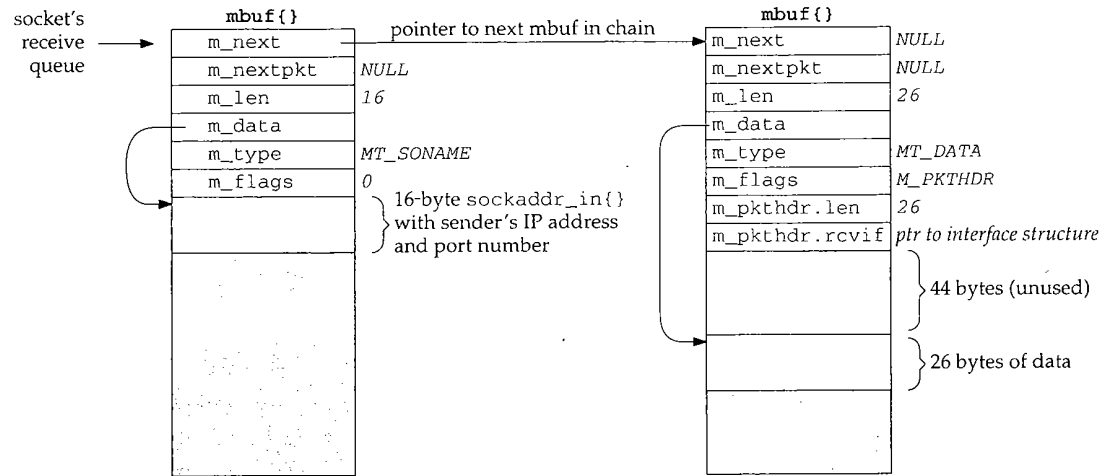 socket's
receive
queue
mbuf{}
m_next
m_nextpkt NULL
m_len 16
m_data
m_type MT_SONAME
m_flags 0
16-byte sockaddr_in{}
with sender's IP address
and port number
pointer to next mbuf in chain
mbuf{}
m_next NULL
m_nextpkt NULL
m_len 26
m_data
m_type MT_DATA
m_flags M_PKTHDR
m_pkthdr.len 26
m_pkthdr.rcvif ptr to interface structure
44 bytes (unused)
26 bytes of data